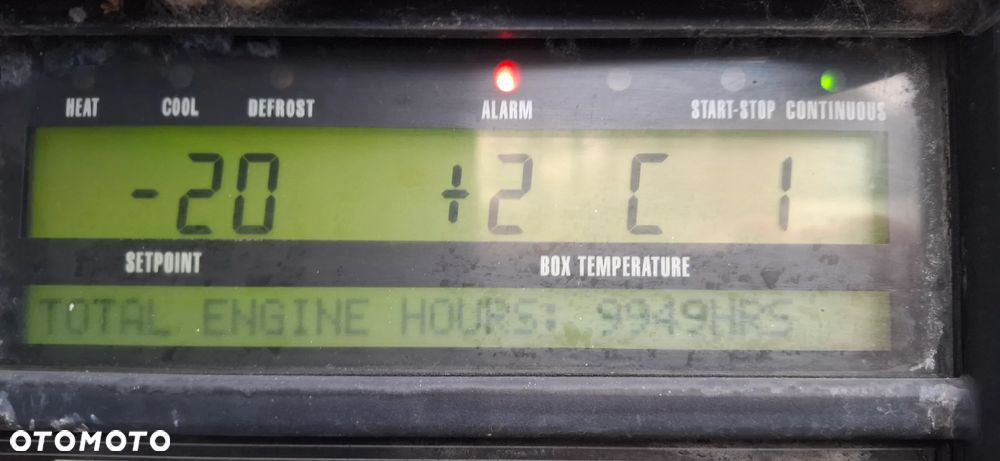 HEAT COOL DEFROST ALARM START-STOP CONTINUOUS
-20 +2 C 1
SETPOINT BOX TEMPERATURE
TOTAL ENGINE HOURS: 9949HRS
OTOMOTO